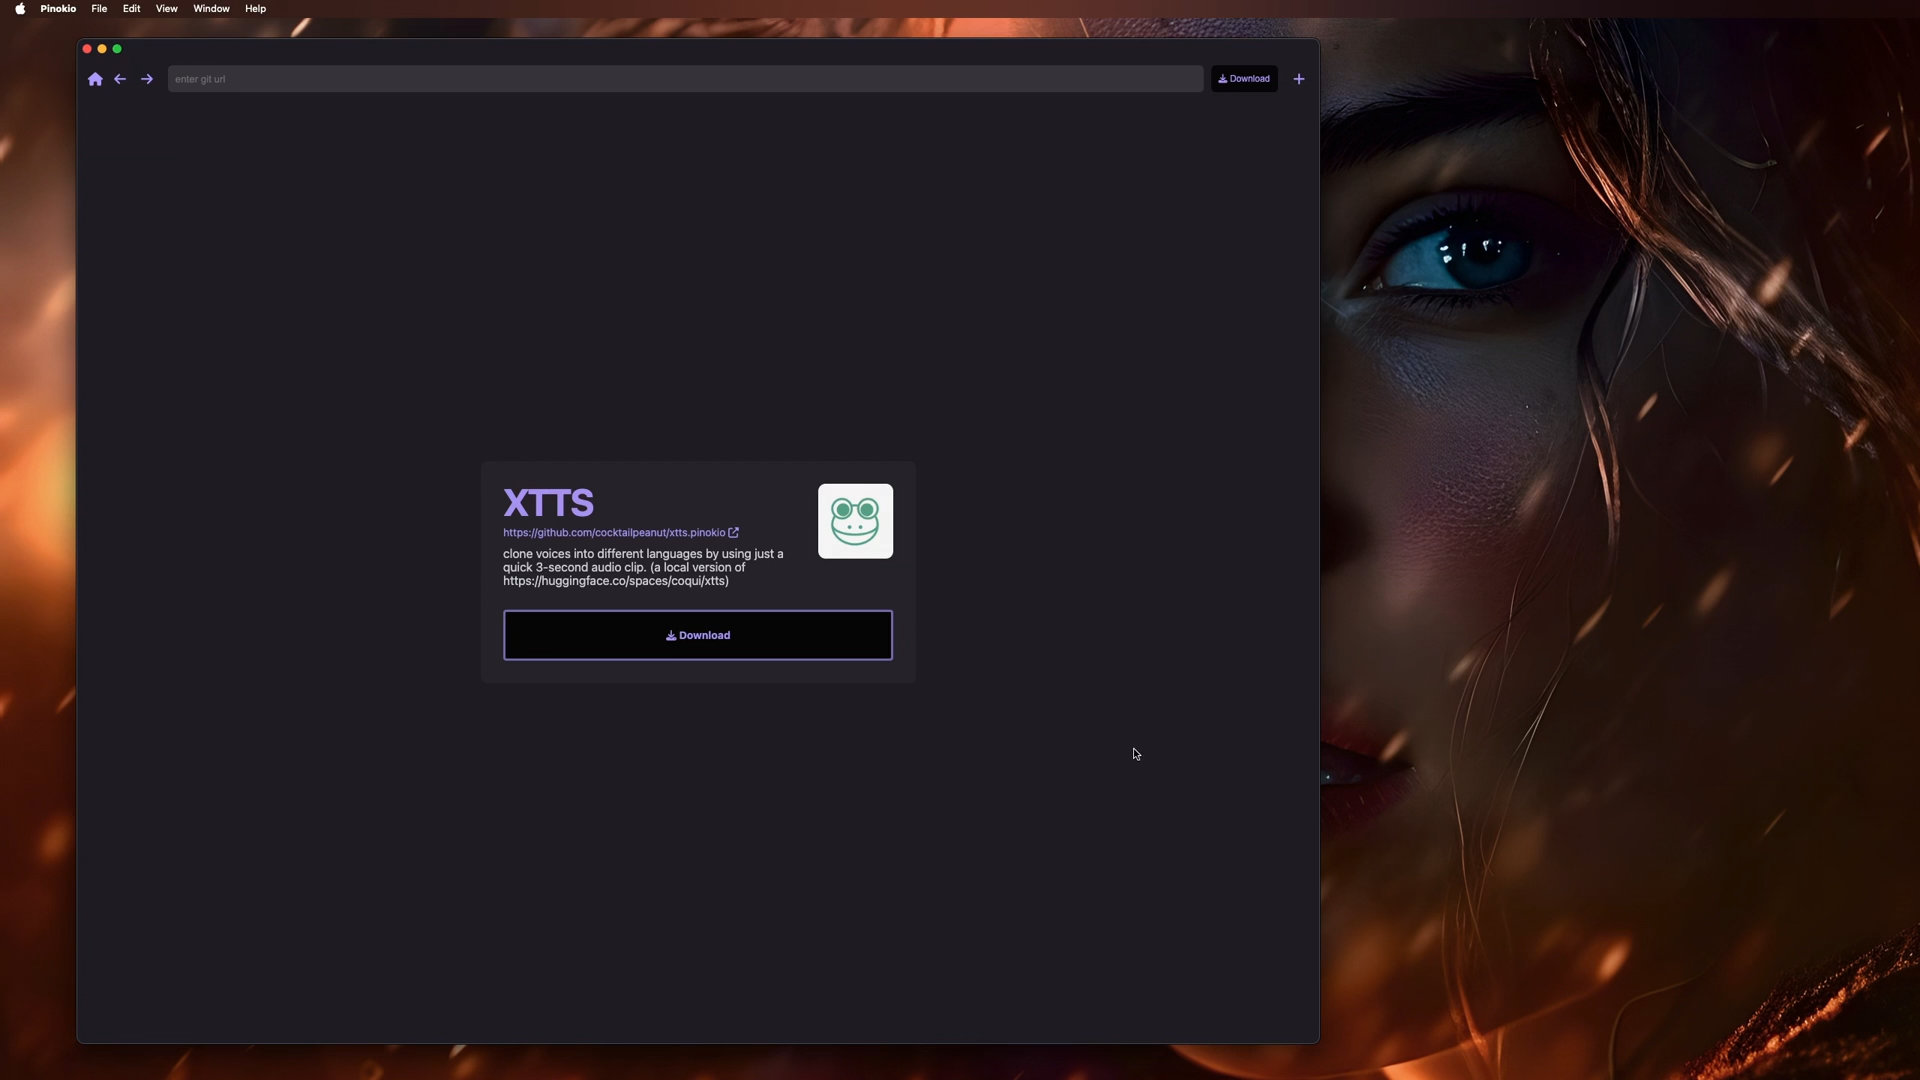 Pinokio File Edit View Window Help
enter git url
Download
XTTS
https://github.com/cocktailpeanut/xtts.pinokio
clone voices into different languages by using just a
quick 3-second audio clip. (a local version of
https://huggingface.co/spaces/coqui/xtts)
Download